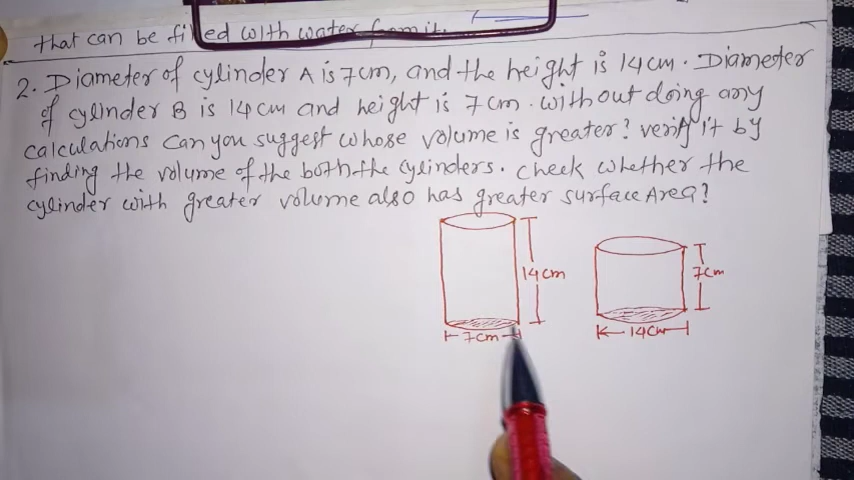 that can be filled with water from it.
2. Diameter of cylinder A is 7cm, and the height is 14cm. Diameter
of cylinder B is 14cm and height is 7cm. without doing any
calculations can you suggest whose volume is greater? verify it by
finding the volume of the both the cylinders. check whether the
cylinder with greater volume also has greater surface Area?
14cm
7cm
7cm
14cm